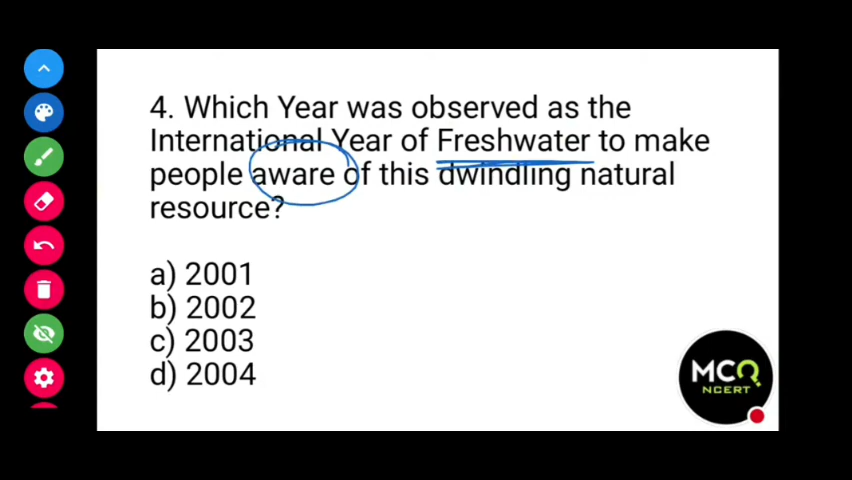 4. Which Year was observed as the
International Year of Freshwater to make
people aware of this dwindling natural
resource?
a) 2001
b) 2002
c) 2003
d) 2004
MCQ
NCERT